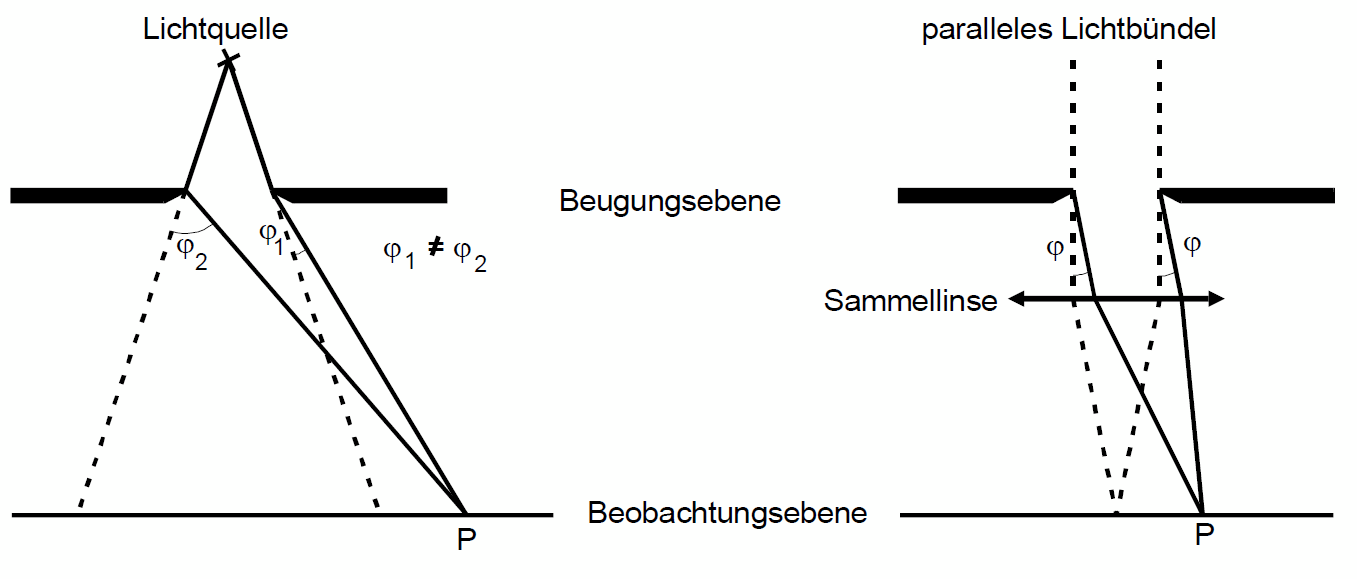 Lichtquelle
paralleles Lichtbündel
Beugungsebene
φ2
φ1
φ1 ≠ φ2
φ
φ
Sammellinse
Beobachtungsebene
P
P